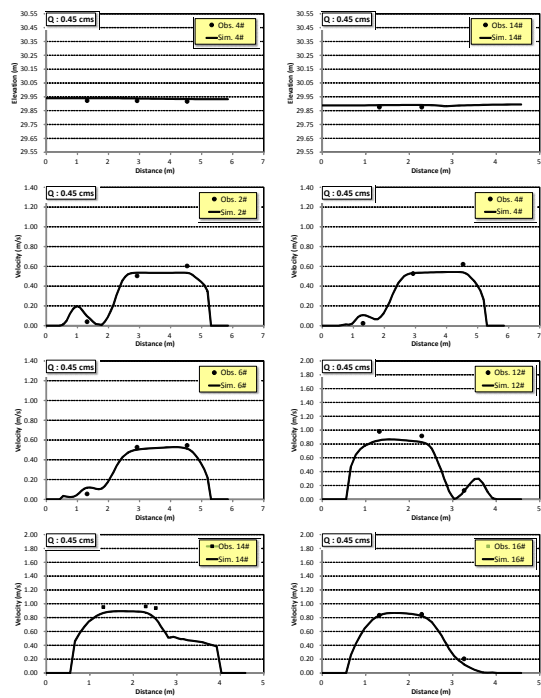 Q : 0.45 cms
Obs. 4#
Sim. 4#
Elevation (m)
30.55
30.45
30.35
30.25
30.15
30.05
29.95
29.85
29.75
29.65
29.55
0 1 2 3 4 5 6 7
Distance (m)
Q : 0.45 cms
Obs. 14#
Sim. 14#
Elevation (m)
30.55
30.45
30.35
30.25
30.15
30.05
29.95
29.85
29.75
29.65
29.55
0 1 2 3 4 5
Distance (m)
Q : 0.45 cms
Obs. 2#
Sim. 2#
Velocity (m/s)
1.40
1.20
1.00
0.80
0.60
0.40
0.20
0.00
0 1 2 3 4 5 6 7
Distance (m)
Q : 0.45 cms
Obs. 4#
Sim. 4#
Velocity (m/s)
1.40
1.20
1.00
0.80
0.60
0.40
0.20
0.00
0 1 2 3 4 5 6 7
Distance (m)
Q : 0.45 cms
Obs. 6#
Sim. 6#
Velocity (m/s)
1.40
1.20
1.00
0.80
0.60
0.40
0.20
0.00
0 1 2 3 4 5 6 7
Distance (m)
Q : 0.45 cms
Obs. 12#
Sim. 12#
Velocity (m/s)
2.00
1.80
1.60
1.40
1.20
1.00
0.80
0.60
0.40
0.20
0.00
0 1 2 3 4 5
Distance (m)
Q : 0.45 cms
Obs. 14#
Sim. 14#
Velocity (m/s)
2.00
1.80
1.60
1.40
1.20
1.00
0.80
0.60
0.40
0.20
0.00
0 1 2 3 4 5
Distance (m)
Q : 0.45 cms
Obs. 16#
Sim. 16#
Velocity (m/s)
2.00
1.80
1.60
1.40
1.20
1.00
0.80
0.60
0.40
0.20
0.00
0 1 2 3 4 5
Distance (m)